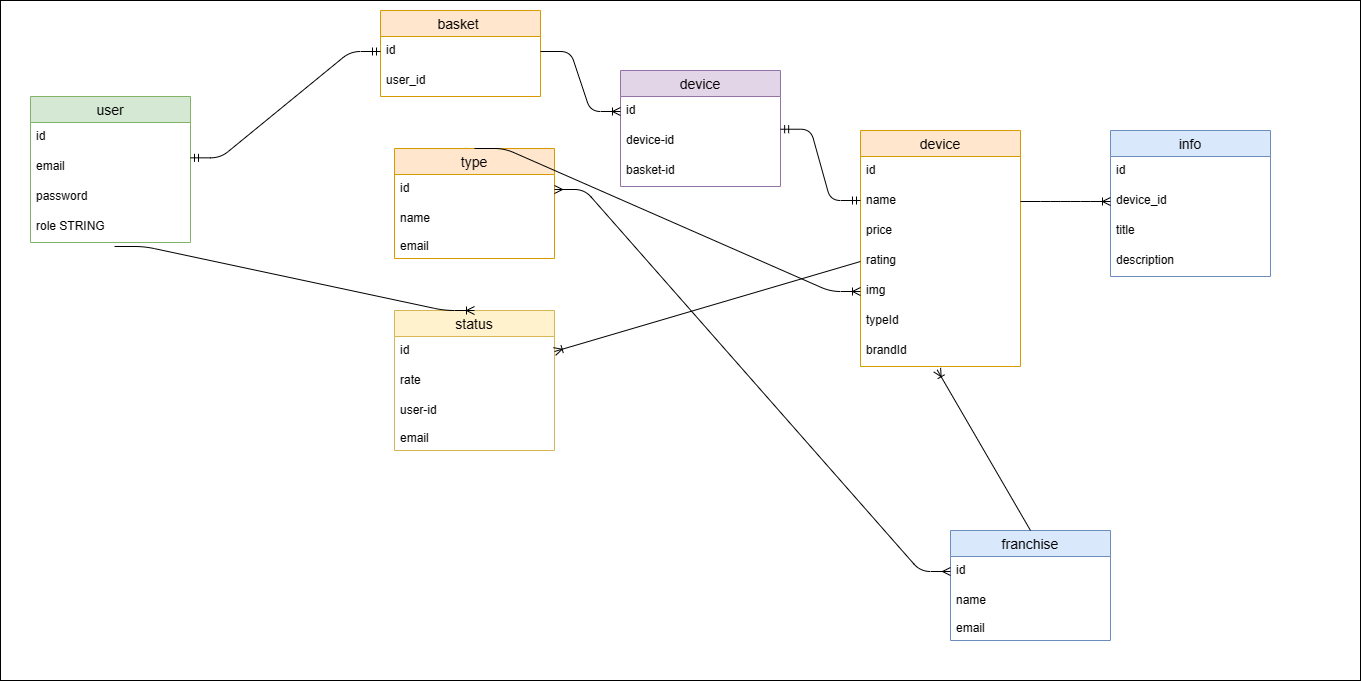 basket
id
user_id
user
id
email
password
role STRING
device
id
device-id
basket-id
type
id
name
email
device
id
name
price
rating
img
typeId
brandId
info
id
device_id
title
description
status
id
rate
user-id
email
franchise
id
name
email